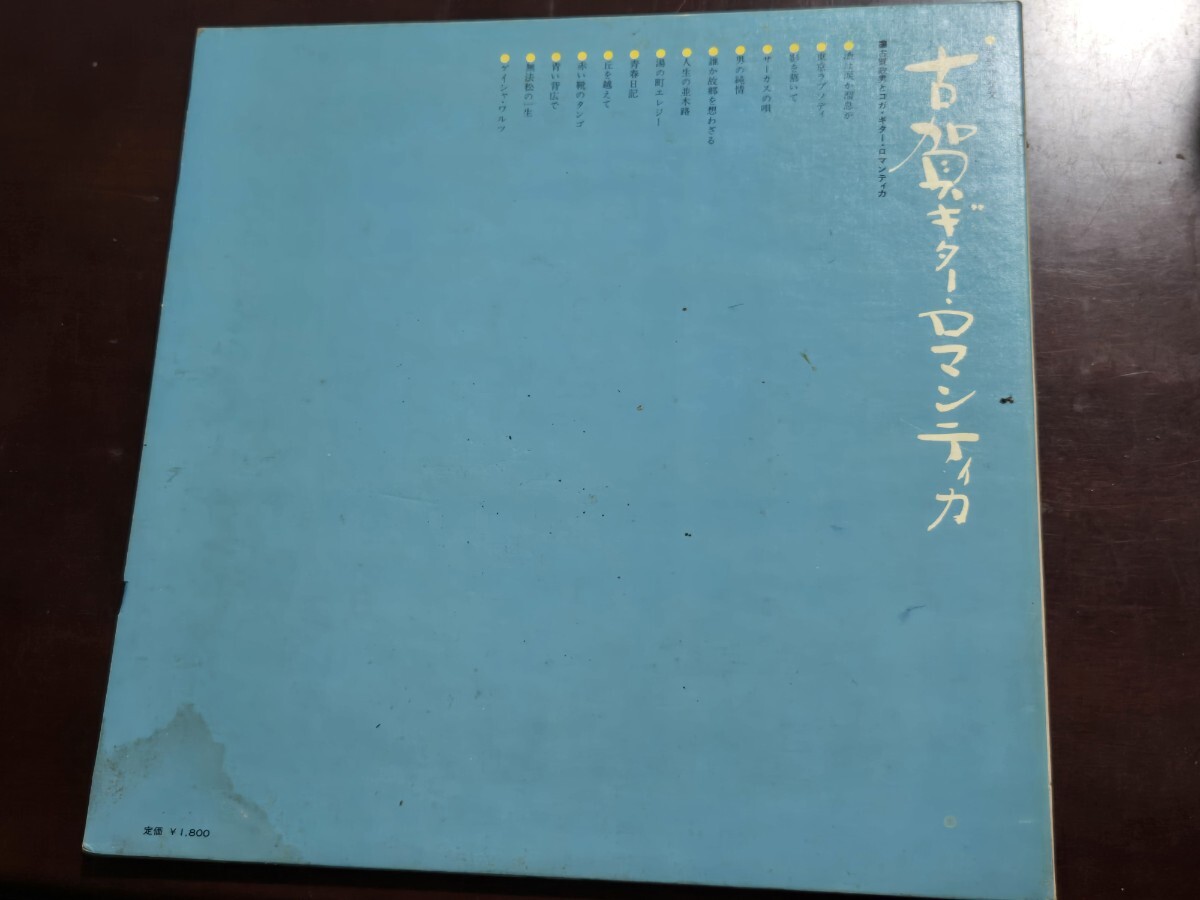 古賀ギター・ロマンティカ
古賀政男とコガ・ギター・ロマンティカ
酒は涙か溜息か
東京ラプソディ
影を慕いて
サーカスの唄
男の純情
誰か故郷を想わざる
人生の並木路
湯の町エレジー
青春日記
丘を越えて
赤い靴のタンゴ
青い背広で
無法松の一生
ゲイシャ・ワルツ
定価 ¥1,800